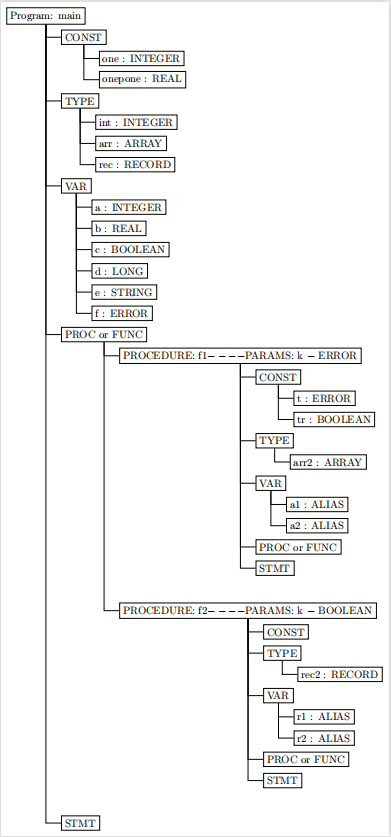 Program: main
CONST
one : INTEGER
onepone : REAL
TYPE
int : INTEGER
arr : ARRAY
rec : RECORD
VAR
a : INTEGER
b : REAL
c : BOOLEAN
d : LONG
e : STRING
f : ERROR
PROC or FUNC
PROCEDURE: f1−−−−PARAMS: k − ERROR
CONST
t : ERROR
tr : BOOLEAN
TYPE
arr2 : ARRAY
VAR
a1 : ALIAS
a2 : ALIAS
PROC or FUNC
STMT
PROCEDURE: f2−−−−PARAMS: k − BOOLEAN
CONST
TYPE
rec2 : RECORD
VAR
r1 : ALIAS
r2 : ALIAS
PROC or FUNC
STMT
STMT